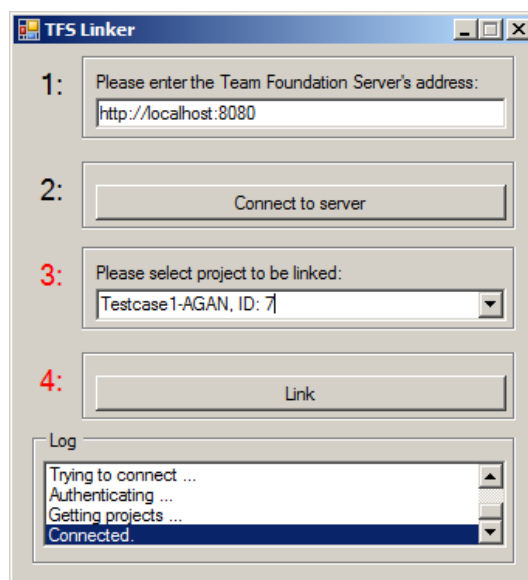 TFS Linker
1:
Please enter the Team Foundation Server's address:
http://localhost:8080
2:
Connect to server
3:
Please select project to be linked:
Testcase1-AGAN, ID: 7
4:
Link
Log
Trying to connect ...
Authenticating ...
Getting projects ...
Connected.